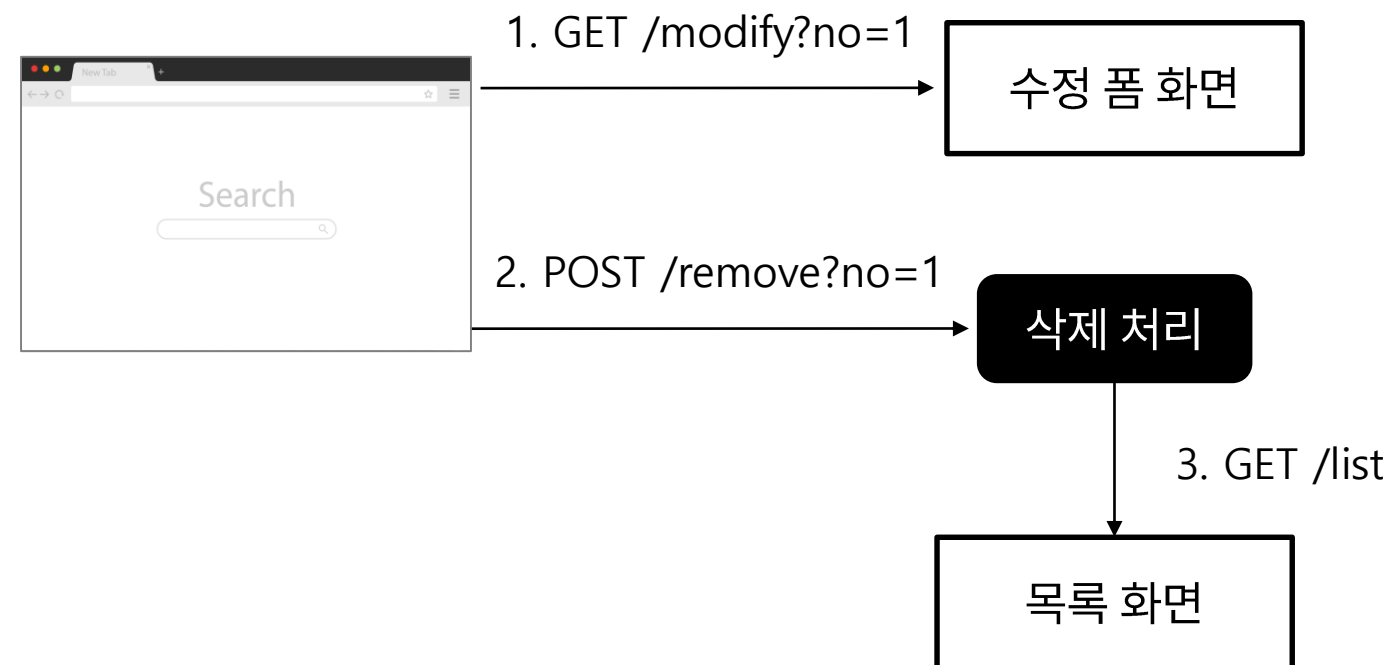 1. GET /modify?no=1
New Tab
수정 폼 화면
Search
2. POST /remove?no=1
삭제 처리
3. GET /list
목록 화면